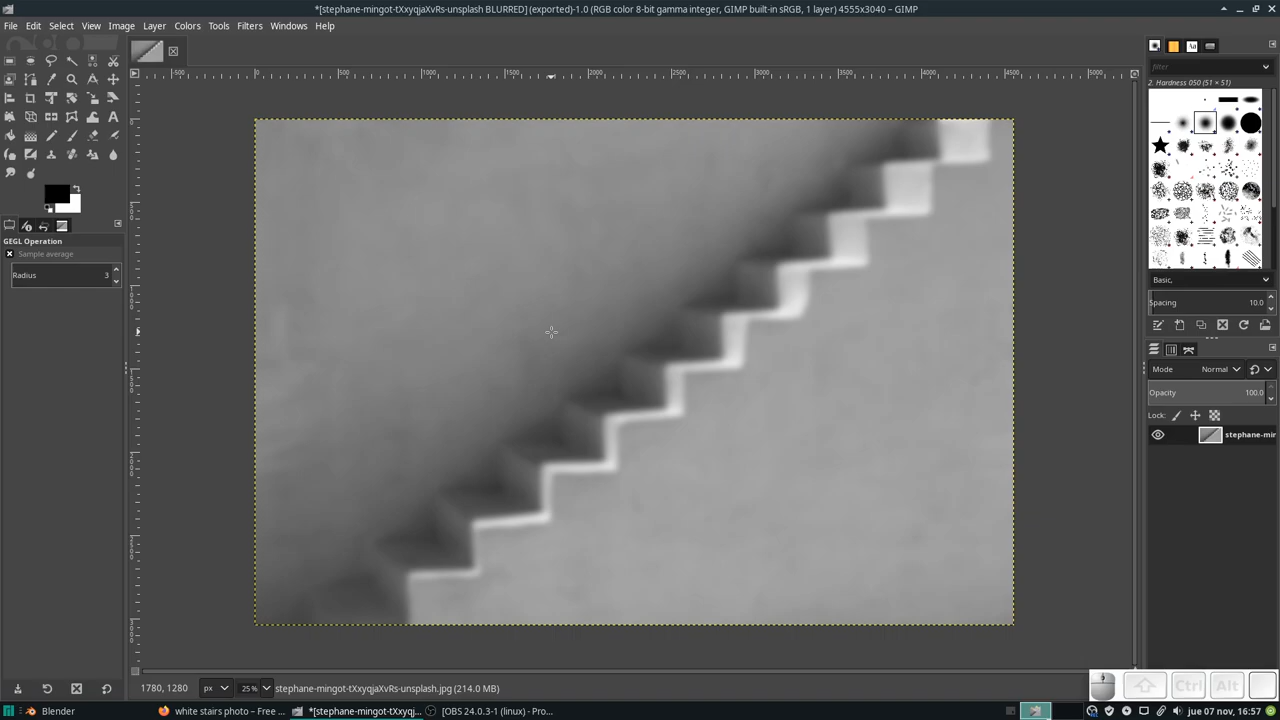 *[stephane-mingot-tXxyqjaXvRs-unsplash BLURRED] (exported)-1.0 (RGB color 8-bit gamma integer, GIMP built-in sRGB, 1 layer) 4555x3040 – GIMP
File Edit Select View Image Layer Colors Tools Filters Windows Help
-500 0 500 1000 1500 2000 2500 3000 3500 4000 4500 5000
filter
2. Hardness 050 (51 × 51)
GEGL Operation
Sample average
Radius 3
Basic,
Spacing 10.0
Mode Normal
Opacity 100.0
Lock:
stephane-mir
1780, 1280 px 25% stephane-mingot-tXxyqjaXvRs-unsplash.jpg (214.0 MB)
Ctrl Alt
Blender white stairs photo – Free ... *[stephane-mingot-tXxyqj... [OBS 24.0.3-1 (linux) - Pro... jue 07 nov, 16:57